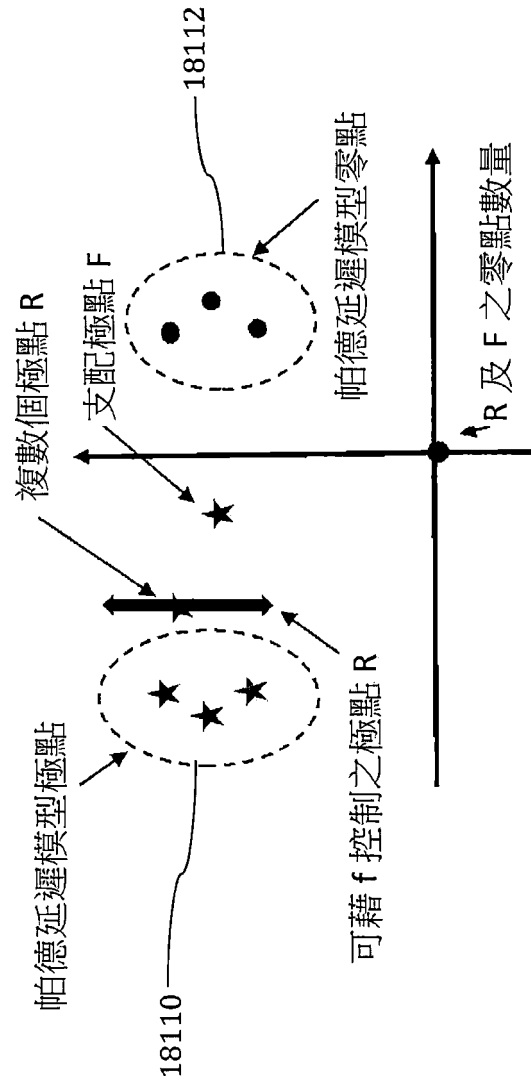 18112
帕德延遲模型零點
支配極點 F
複數個極點 R
R 及 F 之零點數量
帕德延遲模型極點
可藉 f 控制之極點 R
18110